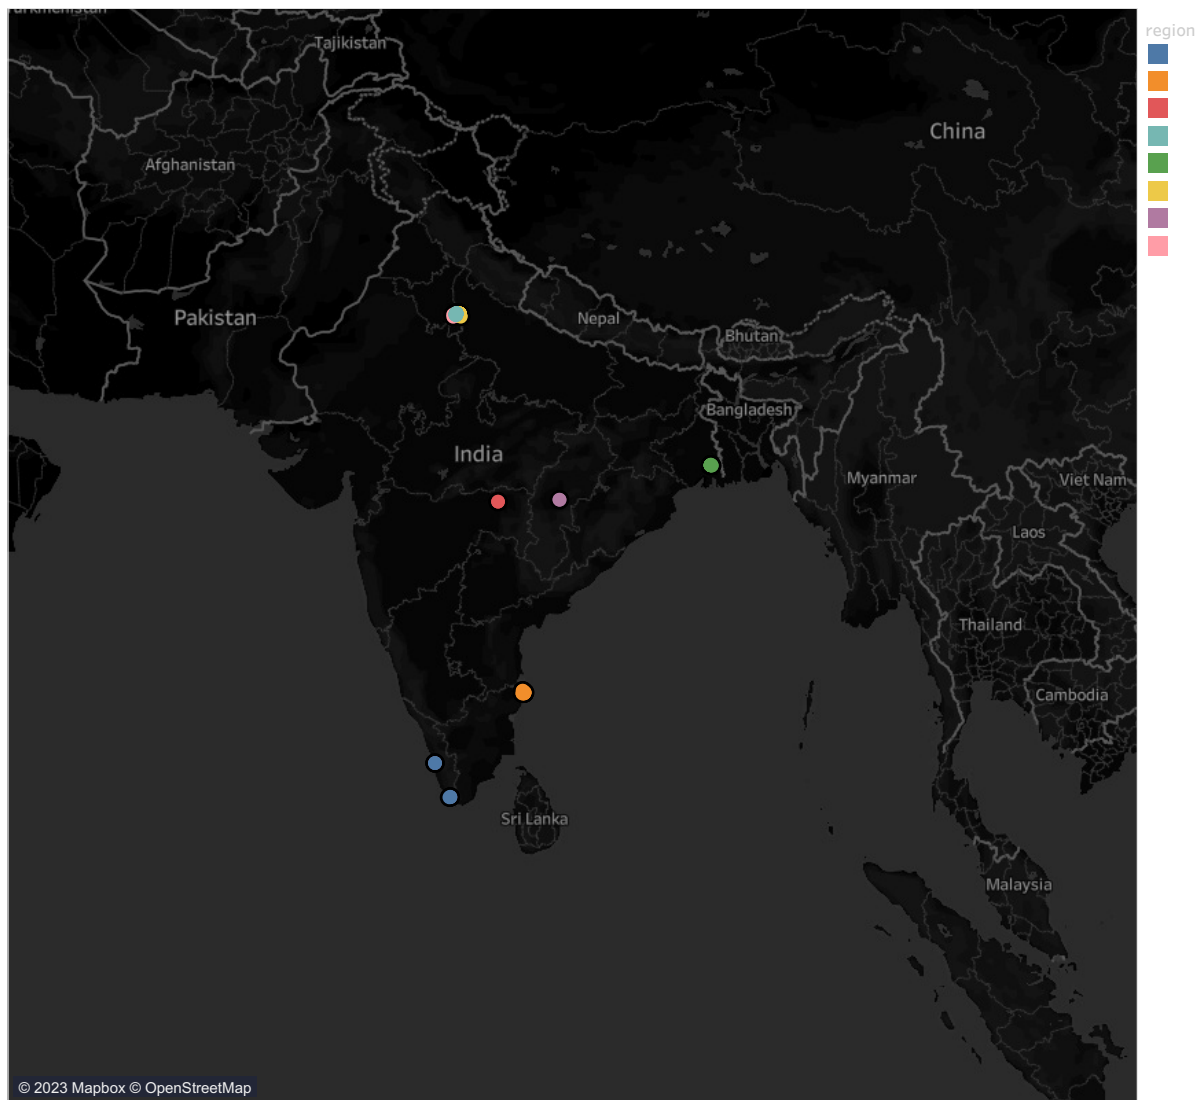 region
Tajikistan
China
Afghanistan
Pakistan
Nepal
Bhutan
Bangladesh
India
Myanmar
Viet Nam
Laos
Thailand
Cambodia
Sri Lanka
Malaysia
© 2023 Mapbox © OpenStreetMap